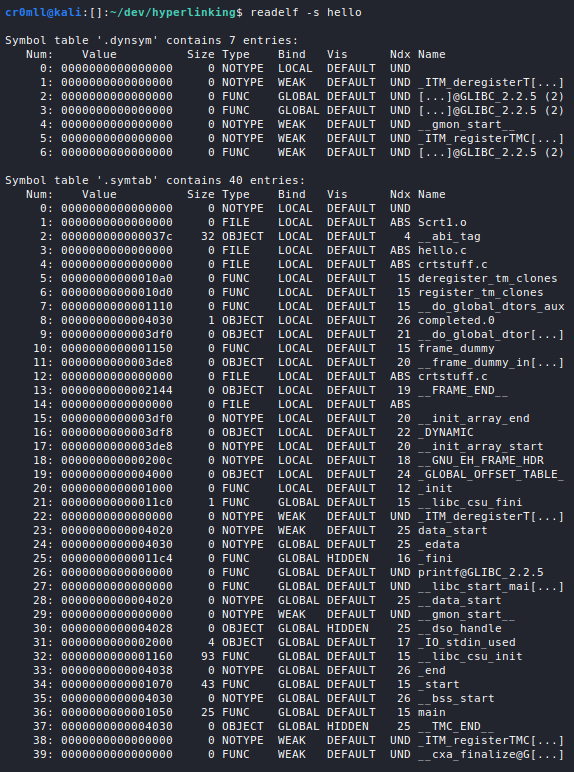 cr0mll@kali:[]:~/dev/hyperlinking$ readelf -s hello
Symbol table '.dynsym' contains 7 entries:
Num: Value Size Type Bind Vis Ndx Name
0: 0000000000000000 0 NOTYPE LOCAL DEFAULT UND
1: 0000000000000000 0 NOTYPE WEAK DEFAULT UND _ITM_deregisterT[...]
2: 0000000000000000 0 FUNC GLOBAL DEFAULT UND [...]@GLIBC_2.2.5 (2)
3: 0000000000000000 0 FUNC GLOBAL DEFAULT UND [...]@GLIBC_2.2.5 (2)
4: 0000000000000000 0 NOTYPE WEAK DEFAULT UND __gmon_start__
5: 0000000000000000 0 NOTYPE WEAK DEFAULT UND _ITM_registerTMC[...]
6: 0000000000000000 0 FUNC WEAK DEFAULT UND [...]@GLIBC_2.2.5 (2)
Symbol table '.symtab' contains 40 entries:
Num: Value Size Type Bind Vis Ndx Name
0: 0000000000000000 0 NOTYPE LOCAL DEFAULT UND
1: 0000000000000000 0 FILE LOCAL DEFAULT ABS Scrt1.o
2: 000000000000037c 32 OBJECT LOCAL DEFAULT 4 __abi_tag
3: 0000000000000000 0 FILE LOCAL DEFAULT ABS hello.c
4: 0000000000000000 0 FILE LOCAL DEFAULT ABS crtstuff.c
5: 00000000000010a0 0 FUNC LOCAL DEFAULT 15 deregister_tm_clones
6: 00000000000010d0 0 FUNC LOCAL DEFAULT 15 register_tm_clones
7: 0000000000001110 0 FUNC LOCAL DEFAULT 15 __do_global_dtors_aux
8: 0000000000004030 1 OBJECT LOCAL DEFAULT 26 completed.0
9: 0000000000003df0 0 OBJECT LOCAL DEFAULT 21 __do_global_dtor[...]
10: 0000000000001150 0 FUNC LOCAL DEFAULT 15 frame_dummy
11: 0000000000003de8 0 OBJECT LOCAL DEFAULT 20 __frame_dummy_in[...]
12: 0000000000000000 0 FILE LOCAL DEFAULT ABS crtstuff.c
13: 0000000000002144 0 OBJECT LOCAL DEFAULT 19 __FRAME_END__
14: 0000000000000000 0 FILE LOCAL DEFAULT ABS
15: 0000000000003df0 0 NOTYPE LOCAL DEFAULT 20 __init_array_end
16: 0000000000003df8 0 OBJECT LOCAL DEFAULT 22 _DYNAMIC
17: 0000000000003de8 0 NOTYPE LOCAL DEFAULT 20 __init_array_start
18: 000000000000200c 0 NOTYPE LOCAL DEFAULT 18 __GNU_EH_FRAME_HDR
19: 0000000000004000 0 OBJECT LOCAL DEFAULT 24 _GLOBAL_OFFSET_TABLE_
20: 0000000000001000 0 FUNC LOCAL DEFAULT 12 _init
21: 00000000000011c0 1 FUNC GLOBAL DEFAULT 15 __libc_csu_fini
22: 0000000000000000 0 NOTYPE WEAK DEFAULT UND _ITM_deregisterT[...]
23: 0000000000004020 0 NOTYPE WEAK DEFAULT 25 data_start
24: 0000000000004030 0 NOTYPE GLOBAL DEFAULT 25 _edata
25: 00000000000011c4 0 FUNC GLOBAL HIDDEN 16 _fini
26: 0000000000000000 0 FUNC GLOBAL DEFAULT UND printf@GLIBC_2.2.5
27: 0000000000000000 0 FUNC GLOBAL DEFAULT UND __libc_start_mai[...]
28: 0000000000004020 0 NOTYPE GLOBAL DEFAULT 25 __data_start
29: 0000000000000000 0 NOTYPE WEAK DEFAULT UND __gmon_start__
30: 0000000000004028 0 OBJECT GLOBAL HIDDEN 25 __dso_handle
31: 0000000000002000 4 OBJECT GLOBAL DEFAULT 17 _IO_stdin_used
32: 0000000000001160 93 FUNC GLOBAL DEFAULT 15 __libc_csu_init
33: 0000000000004038 0 NOTYPE GLOBAL DEFAULT 26 _end
34: 0000000000001070 43 FUNC GLOBAL DEFAULT 15 _start
35: 0000000000004030 0 NOTYPE GLOBAL DEFAULT 26 __bss_start
36: 0000000000001050 25 FUNC GLOBAL DEFAULT 15 main
37: 0000000000004030 0 OBJECT GLOBAL HIDDEN 25 __TMC_END__
38: 0000000000000000 0 NOTYPE WEAK DEFAULT UND _ITM_registerTMC[...]
39: 0000000000000000 0 FUNC WEAK DEFAULT UND __cxa_finalize@G[...]